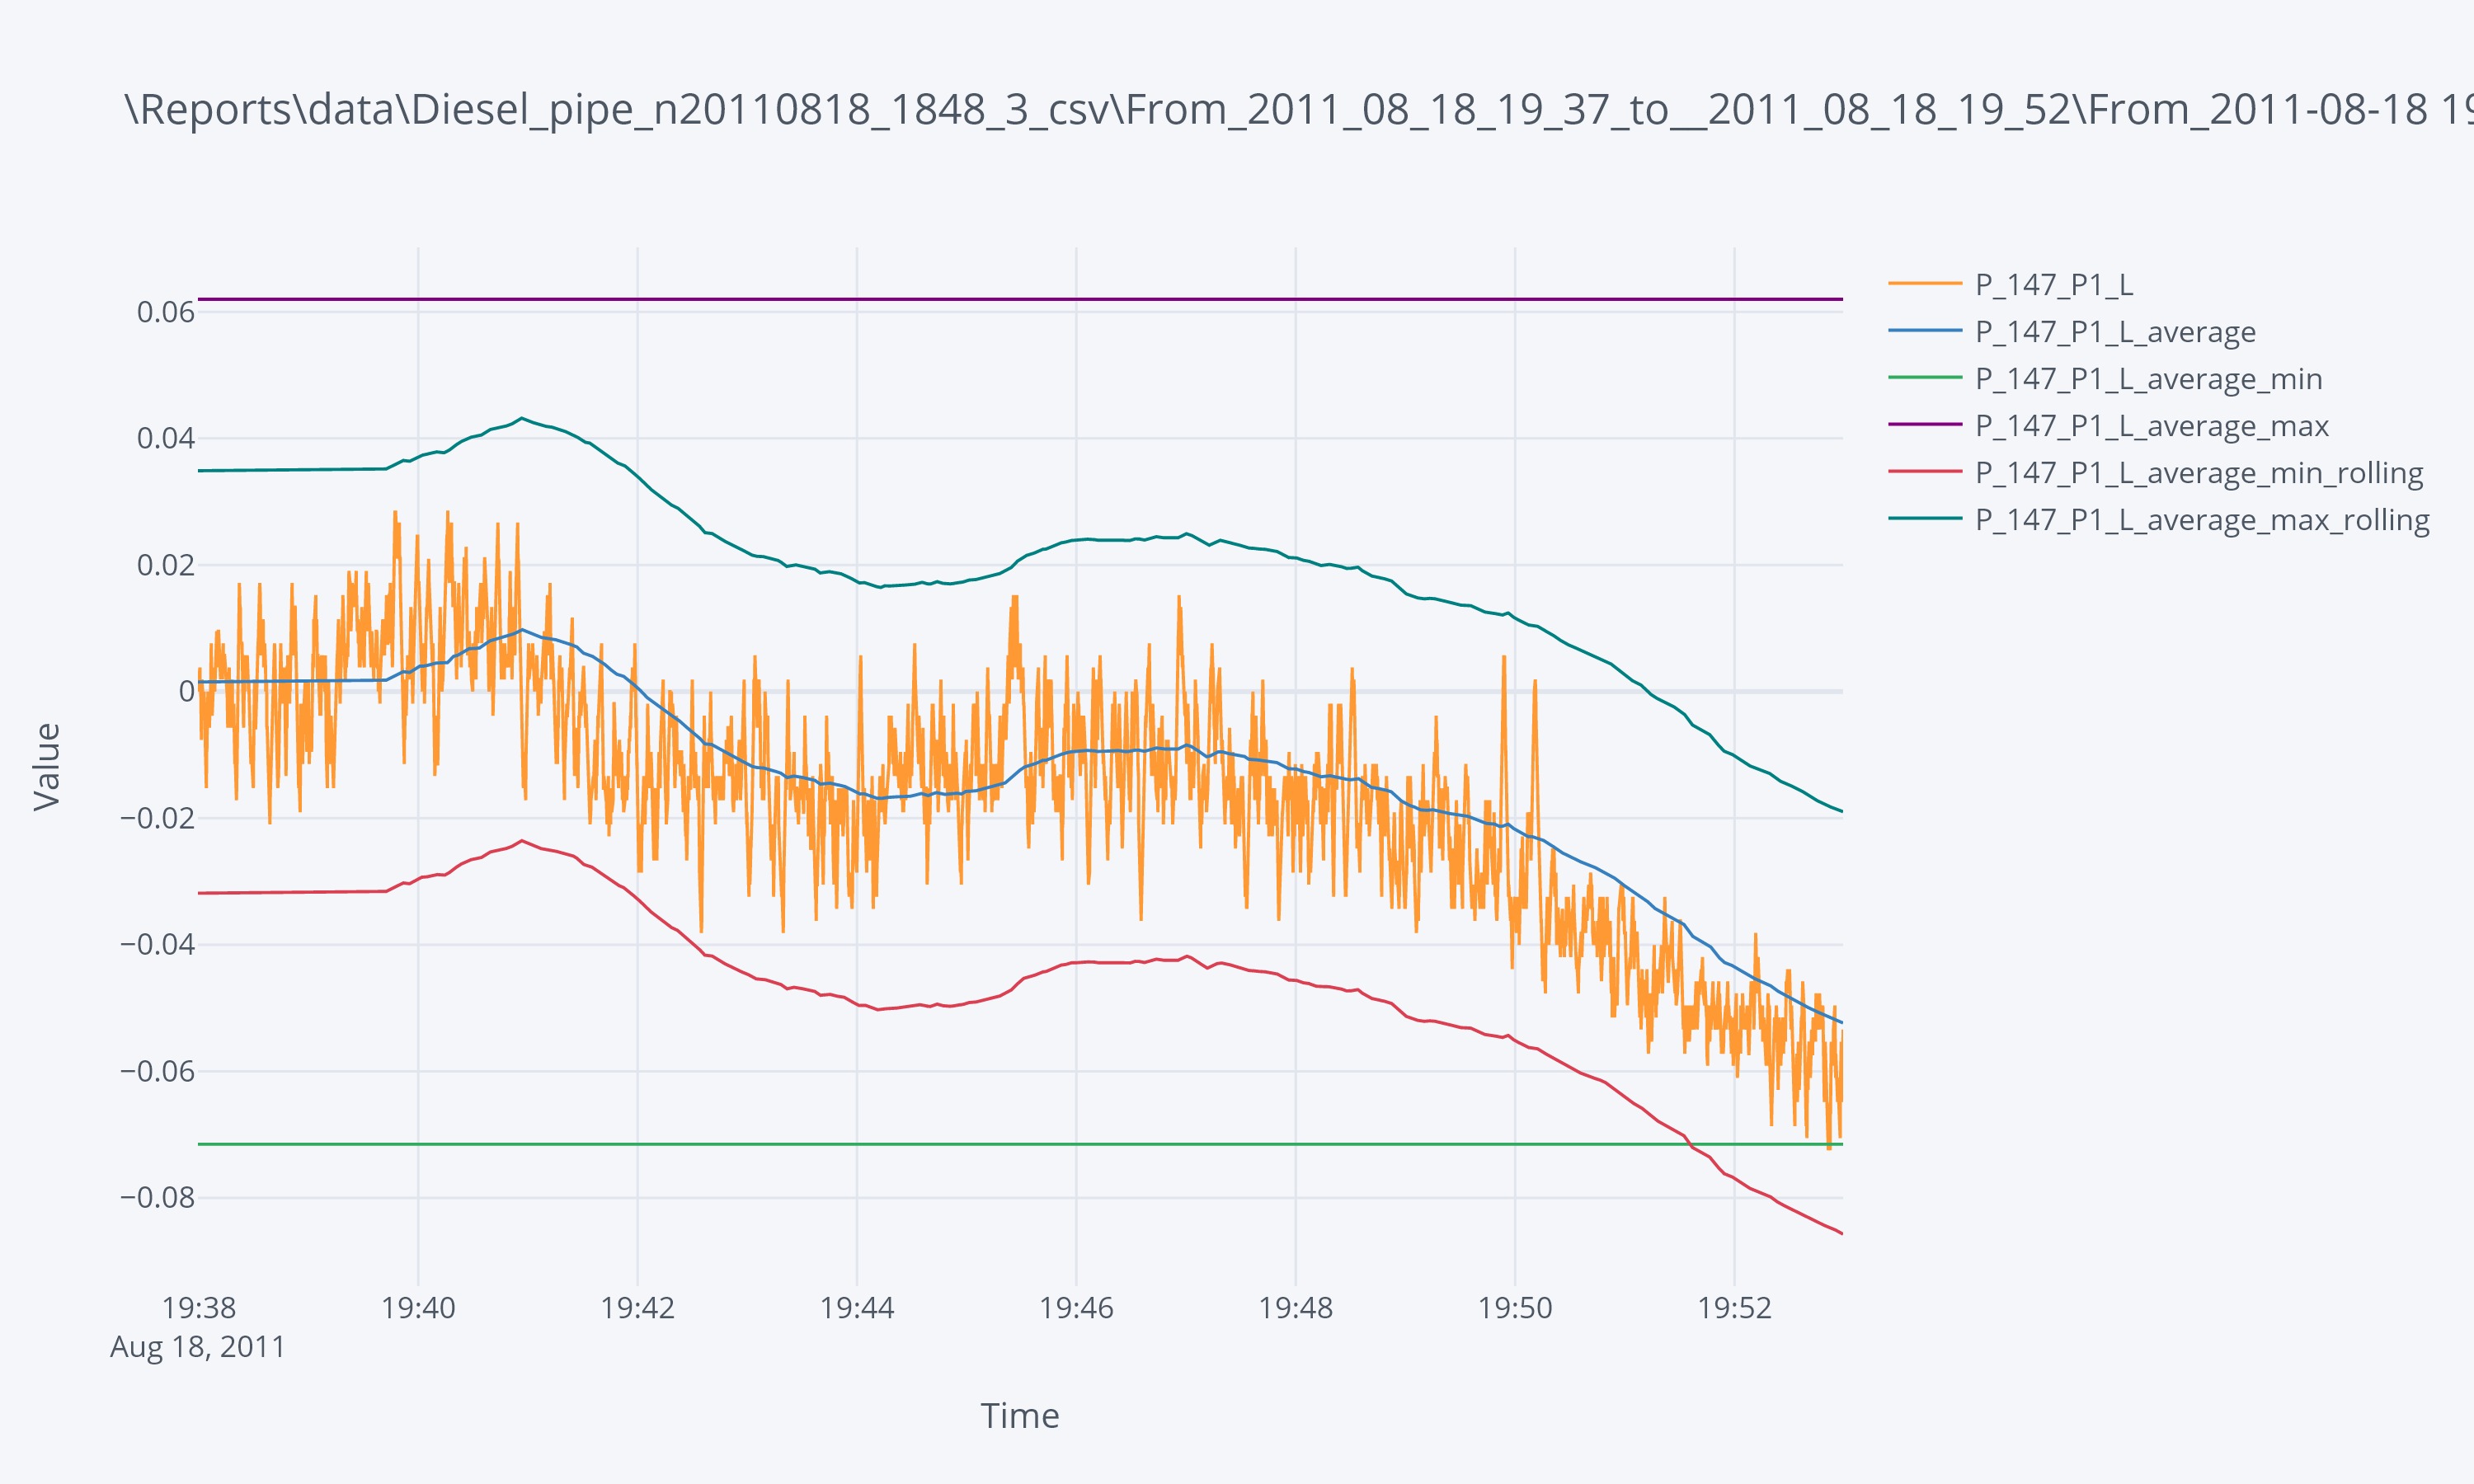 \Reports\data\Diesel_pipe_n20110818_1848_3_csv\From_2011_08_18_19_37_to__2011_08_18_19_52\From_2011-08-18 19
P_147_P1_L
P_147_P1_L_average
P_147_P1_L_average_min
P_147_P1_L_average_max
P_147_P1_L_average_min_rolling
P_147_P1_L_average_max_rolling
Value
0.06
0.04
0.02
0
−0.02
−0.04
−0.06
−0.08
19:38 19:40 19:42 19:44 19:46 19:48 19:50 19:52
Aug 18, 2011
Time